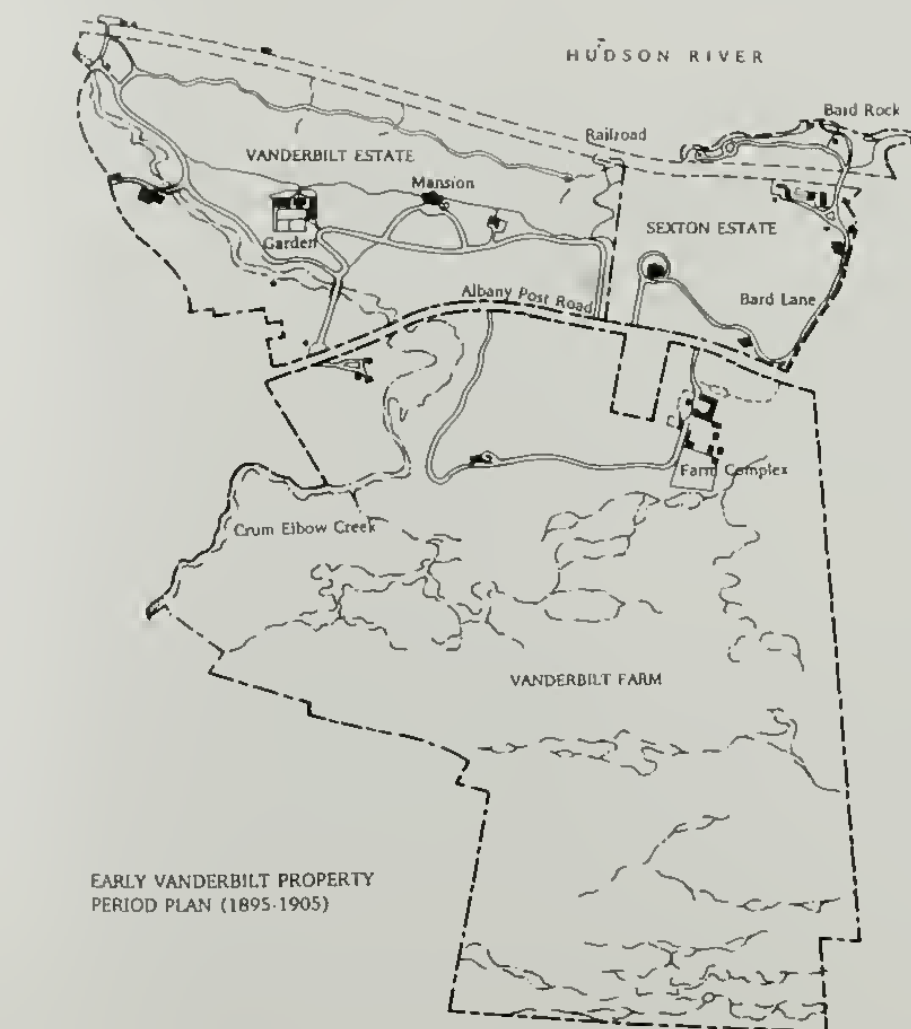 HUDSON RIVER
Bard Rock
Railroad
VANDERBILT ESTATE
Mansion
SEXTON ESTATE
Garden
Albany Post Road
Bard Lane
Farm Complex
Crum Elbow Creek
VANDERBILT FARM
EARLY VANDERBILT PROPERTY
PERIOD PLAN (1895-1905)